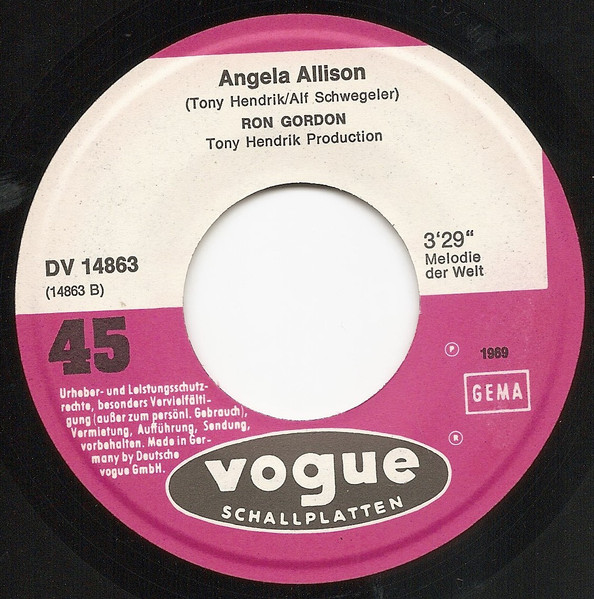 Angela Allison
(Tony Hendrik/Alf Schwegeler)
RON GORDON
Tony Hendrik Production
DV 14863
(14863 B)
3'29"
Melodie
der Welt
45
℗ 1969
GEMA
Urheber- und Leistungsschutz-
rechte, besonders Vervielfälti-
gung (außer zum persönl. Gebrauch),
Vermietung, Aufführung, Sendung,
vorbehalten. Made in Ger-
many by Deutsche
vogue GmbH.
®
vogue
SCHALLPLATTEN